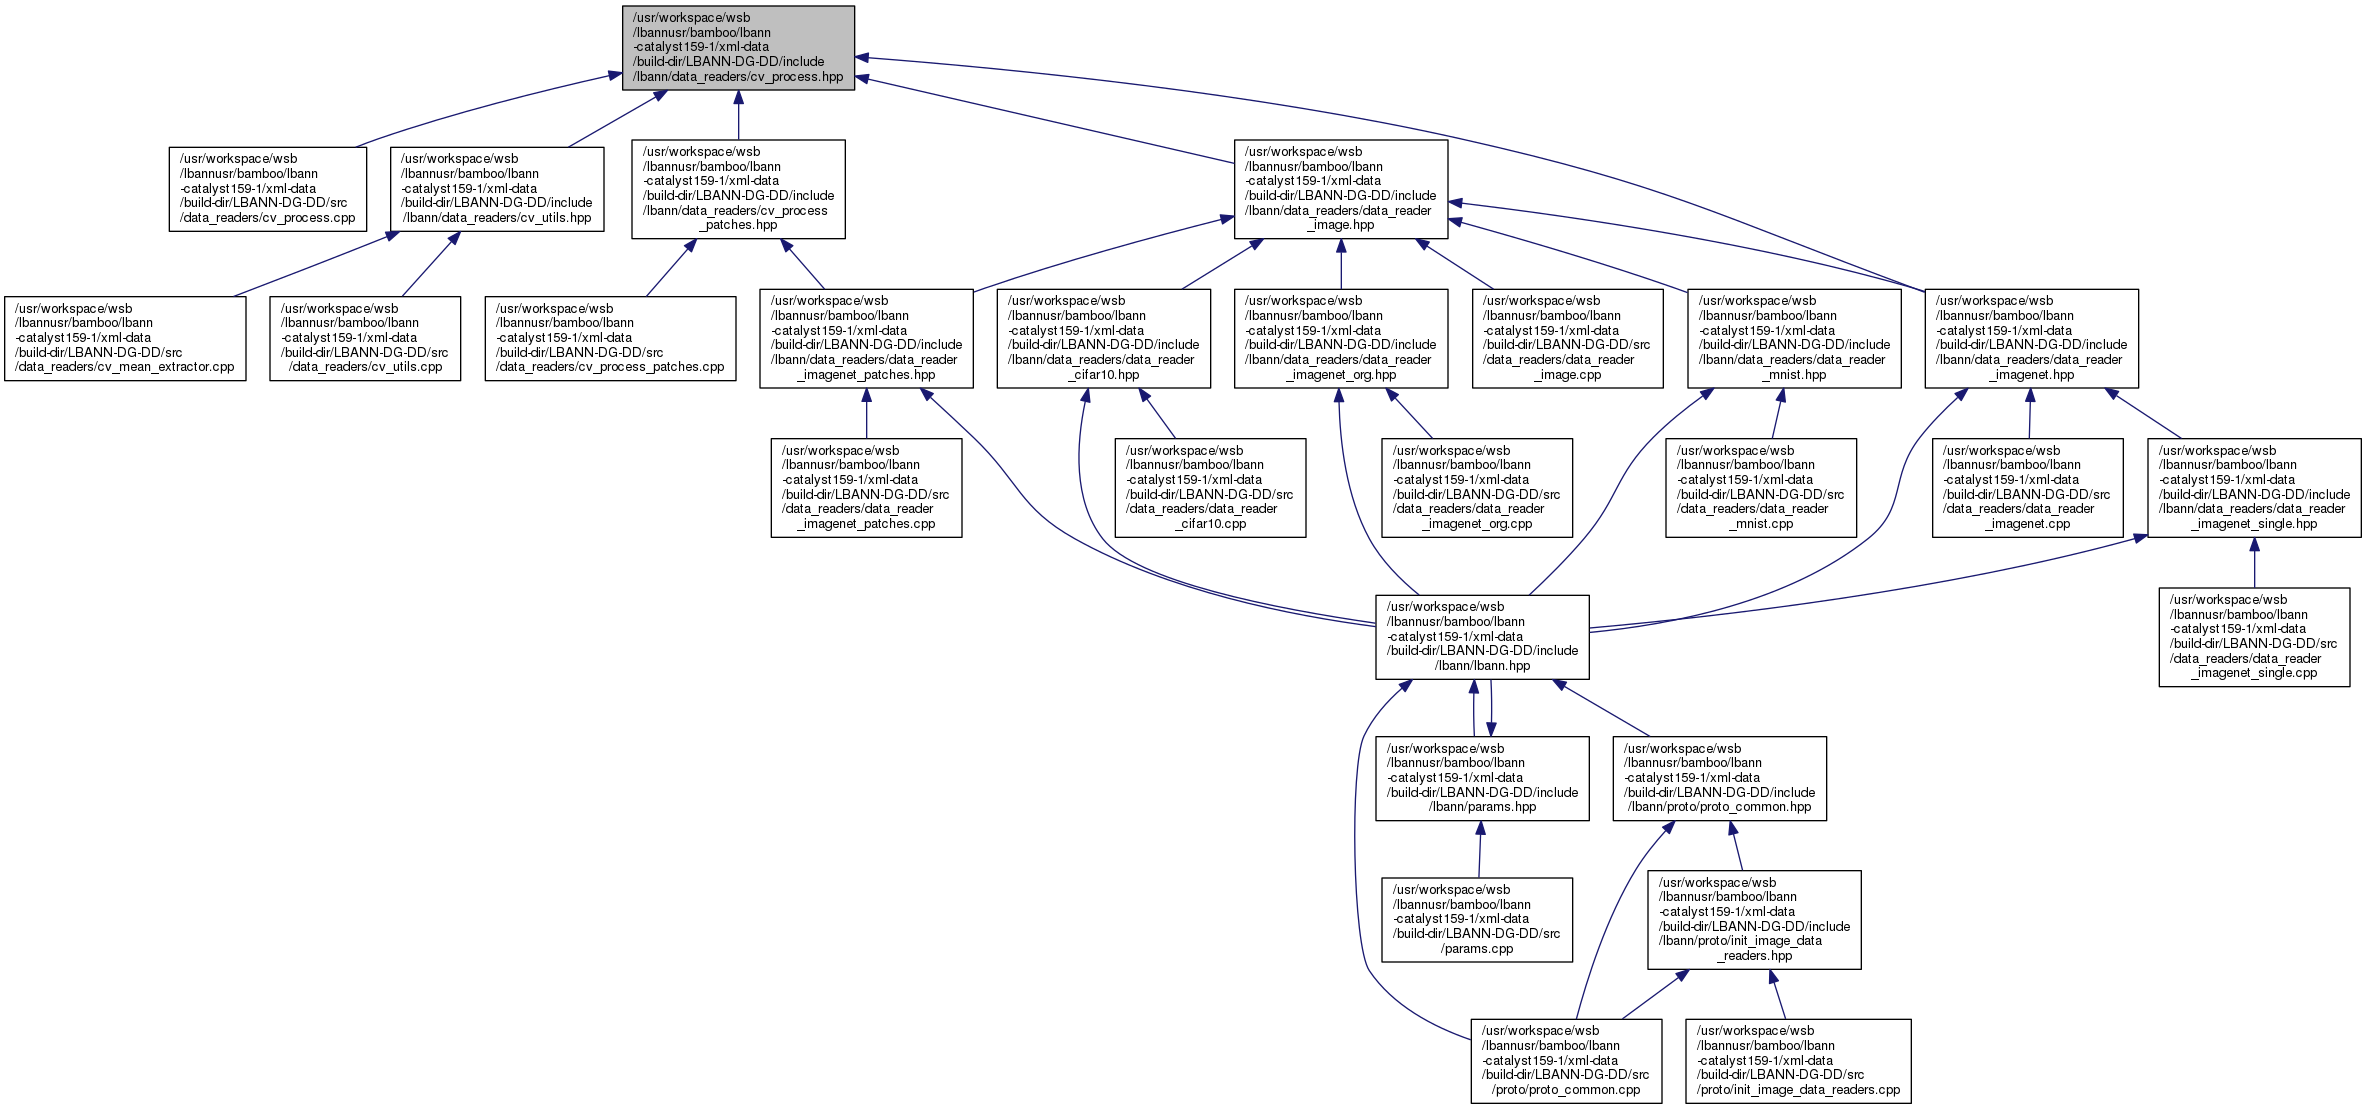 /usr/workspace/wsb
/lbannusr/bamboo/lbann
-catalyst159-1/xml-data
/build-dir/LBANN-DG-DD/include
/lbann/data_readers/cv_process.hpp
/usr/workspace/wsb
/lbannusr/bamboo/lbann
-catalyst159-1/xml-data
/build-dir/LBANN-DG-DD/src
/data_readers/cv_process.cpp
/usr/workspace/wsb
/lbannusr/bamboo/lbann
-catalyst159-1/xml-data
/build-dir/LBANN-DG-DD/include
/lbann/data_readers/cv_utils.hpp
/usr/workspace/wsb
/lbannusr/bamboo/lbann
-catalyst159-1/xml-data
/build-dir/LBANN-DG-DD/include
/lbann/data_readers/cv_process
_patches.hpp
/usr/workspace/wsb
/lbannusr/bamboo/lbann
-catalyst159-1/xml-data
/build-dir/LBANN-DG-DD/include
/lbann/data_readers/data_reader
_image.hpp
/usr/workspace/wsb
/lbannusr/bamboo/lbann
-catalyst159-1/xml-data
/build-dir/LBANN-DG-DD/src
/data_readers/cv_mean_extractor.cpp
/usr/workspace/wsb
/lbannusr/bamboo/lbann
-catalyst159-1/xml-data
/build-dir/LBANN-DG-DD/src
/data_readers/cv_utils.cpp
/usr/workspace/wsb
/lbannusr/bamboo/lbann
-catalyst159-1/xml-data
/build-dir/LBANN-DG-DD/src
/data_readers/cv_process_patches.cpp
/usr/workspace/wsb
/lbannusr/bamboo/lbann
-catalyst159-1/xml-data
/build-dir/LBANN-DG-DD/include
/lbann/data_readers/data_reader
_imagenet_patches.hpp
/usr/workspace/wsb
/lbannusr/bamboo/lbann
-catalyst159-1/xml-data
/build-dir/LBANN-DG-DD/include
/lbann/data_readers/data_reader
_cifar10.hpp
/usr/workspace/wsb
/lbannusr/bamboo/lbann
-catalyst159-1/xml-data
/build-dir/LBANN-DG-DD/include
/lbann/data_readers/data_reader
_imagenet_org.hpp
/usr/workspace/wsb
/lbannusr/bamboo/lbann
-catalyst159-1/xml-data
/build-dir/LBANN-DG-DD/src
/data_readers/data_reader
_image.cpp
/usr/workspace/wsb
/lbannusr/bamboo/lbann
-catalyst159-1/xml-data
/build-dir/LBANN-DG-DD/include
/lbann/data_readers/data_reader
_mnist.hpp
/usr/workspace/wsb
/lbannusr/bamboo/lbann
-catalyst159-1/xml-data
/build-dir/LBANN-DG-DD/include
/lbann/data_readers/data_reader
_imagenet.hpp
/usr/workspace/wsb
/lbannusr/bamboo/lbann
-catalyst159-1/xml-data
/build-dir/LBANN-DG-DD/src
/data_readers/data_reader
_imagenet_patches.cpp
/usr/workspace/wsb
/lbannusr/bamboo/lbann
-catalyst159-1/xml-data
/build-dir/LBANN-DG-DD/src
/data_readers/data_reader
_cifar10.cpp
/usr/workspace/wsb
/lbannusr/bamboo/lbann
-catalyst159-1/xml-data
/build-dir/LBANN-DG-DD/src
/data_readers/data_reader
_imagenet_org.cpp
/usr/workspace/wsb
/lbannusr/bamboo/lbann
-catalyst159-1/xml-data
/build-dir/LBANN-DG-DD/src
/data_readers/data_reader
_mnist.cpp
/usr/workspace/wsb
/lbannusr/bamboo/lbann
-catalyst159-1/xml-data
/build-dir/LBANN-DG-DD/src
/data_readers/data_reader
_imagenet.cpp
/usr/workspace/wsb
/lbannusr/bamboo/lbann
-catalyst159-1/xml-data
/build-dir/LBANN-DG-DD/include
/lbann/data_readers/data_reader
_imagenet_single.hpp
/usr/workspace/wsb
/lbannusr/bamboo/lbann
-catalyst159-1/xml-data
/build-dir/LBANN-DG-DD/include
/lbann/lbann.hpp
/usr/workspace/wsb
/lbannusr/bamboo/lbann
-catalyst159-1/xml-data
/build-dir/LBANN-DG-DD/src
/data_readers/data_reader
_imagenet_single.cpp
/usr/workspace/wsb
/lbannusr/bamboo/lbann
-catalyst159-1/xml-data
/build-dir/LBANN-DG-DD/include
/lbann/params.hpp
/usr/workspace/wsb
/lbannusr/bamboo/lbann
-catalyst159-1/xml-data
/build-dir/LBANN-DG-DD/include
/lbann/proto/proto_common.hpp
/usr/workspace/wsb
/lbannusr/bamboo/lbann
-catalyst159-1/xml-data
/build-dir/LBANN-DG-DD/src
/params.cpp
/usr/workspace/wsb
/lbannusr/bamboo/lbann
-catalyst159-1/xml-data
/build-dir/LBANN-DG-DD/include
/lbann/proto/init_image_data
_readers.hpp
/usr/workspace/wsb
/lbannusr/bamboo/lbann
-catalyst159-1/xml-data
/build-dir/LBANN-DG-DD/src
/proto/proto_common.cpp
/usr/workspace/wsb
/lbannusr/bamboo/lbann
-catalyst159-1/xml-data
/build-dir/LBANN-DG-DD/src
/proto/init_image_data_readers.cpp